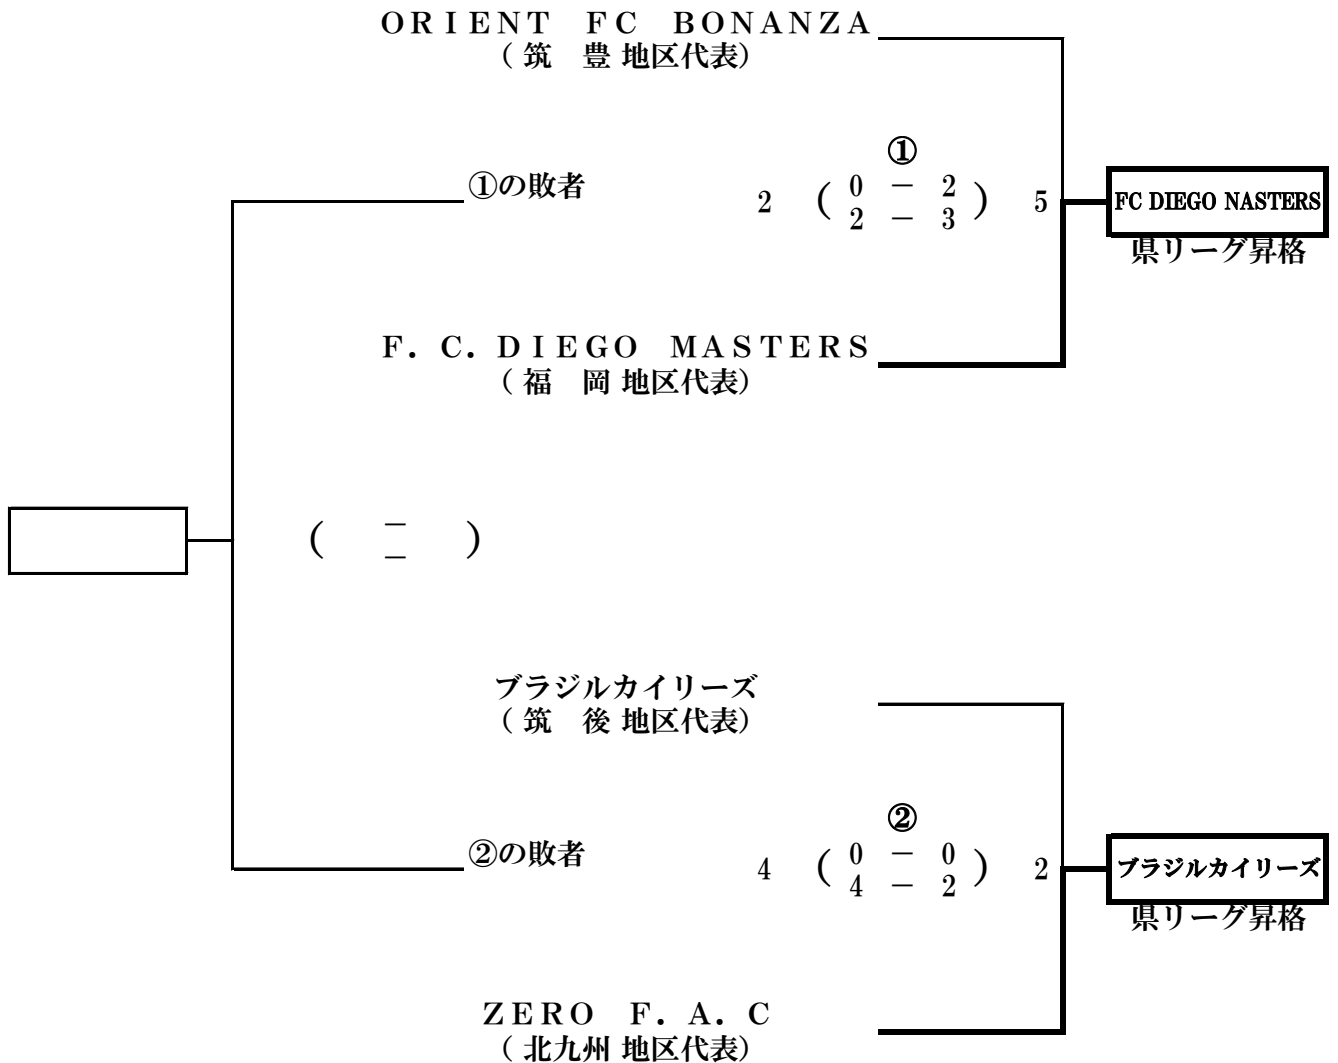 ＯＲＩＥＮＴ　ＦＣ　ＢＯＮＡＮＺＡ
（ 筑　豊 地区代表）
①
①の敗者
2 ( 0 － 2 ) 5
2 － 3
FC DIEGO NASTERS
県リーグ昇格
Ｆ．Ｃ．ＤＩＥＧＯ　ＭＡＳＴＥＲＳ
（ 福　岡 地区代表）
( － )
－
ブラジルカイリーズ
（ 筑　後 地区代表）
②
②の敗者
4 ( 0 － 0 ) 2
4 － 2
ブラジルカイリーズ
県リーグ昇格
ＺＥＲＯ　Ｆ．Ａ．Ｃ
（ 北九州 地区代表）